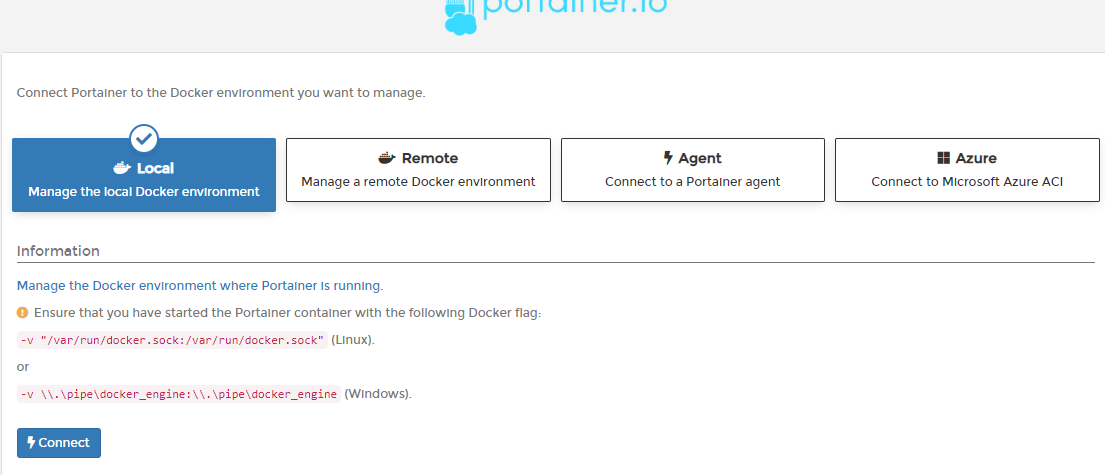 portainer.io
Connect Portainer to the Docker environment you want to manage.
Local
Manage the local Docker environment
Remote
Manage a remote Docker environment
Agent
Connect to a Portainer agent
Azure
Connect to Microsoft Azure ACI
Information
Manage the Docker environment where Portainer is running.
Ensure that you have started the Portainer container with the following Docker flag:
-v "/var/run/docker.sock:/var/run/docker.sock" (Linux).
or
-v \\.\pipe\docker_engine:\\.\pipe\docker_engine (Windows).
Connect